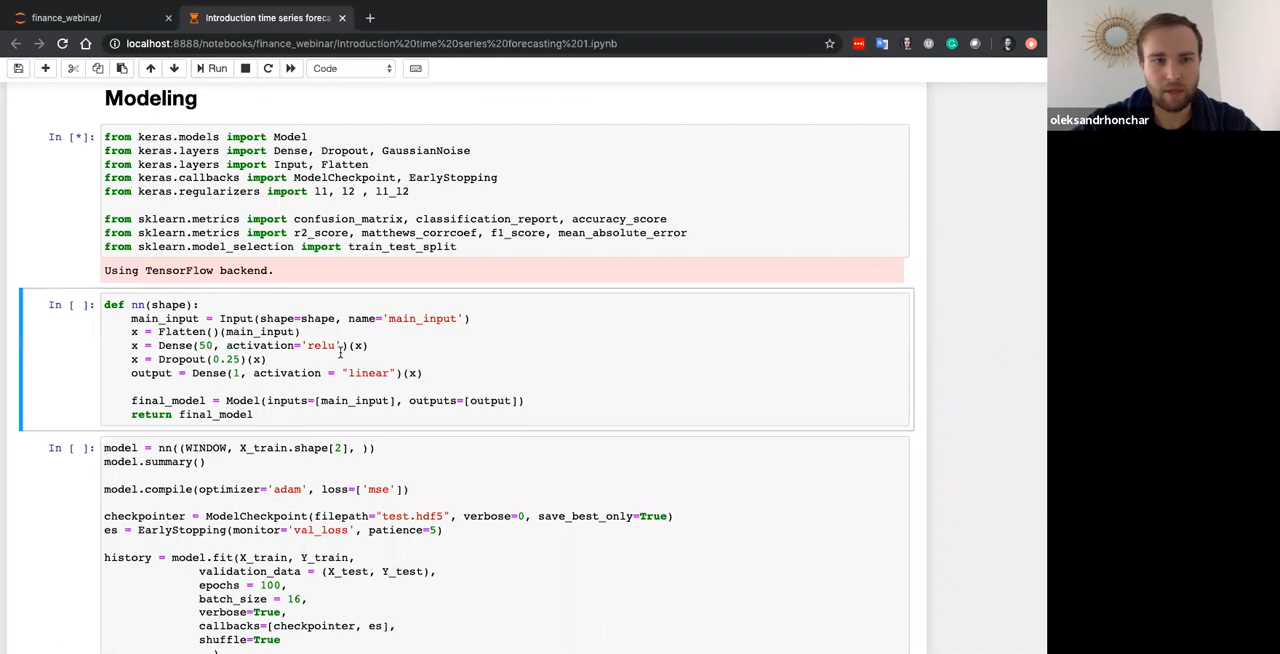 finance_webinar/
Introduction time series foreca
localhost:8888/notebooks/finance_webinar/Introduction%20time%20series%20forecasting%201.ipynb
Run
Code
oleksandrhonchar
Modeling
In [*]:
from keras.models import Model
from keras.layers import Dense, Dropout, GaussianNoise
from keras.layers import Input, Flatten
from keras.callbacks import ModelCheckpoint, EarlyStopping
from keras.regularizers import l1, l2 , l1_l2
from sklearn.metrics import confusion_matrix, classification_report, accuracy_score
from sklearn.metrics import r2_score, matthews_corrcoef, f1_score, mean_absolute_error
from sklearn.model_selection import train_test_split
Using TensorFlow backend.
In [ ]:
def nn(shape):
main_input = Input(shape=shape, name='main_input')
x = Flatten()(main_input)
x = Dense(50, activation='relu')(x)
x = Dropout(0.25)(x)
output = Dense(1, activation = "linear")(x)
final_model = Model(inputs=[main_input], outputs=[output])
return final_model
In [ ]:
model = nn((WINDOW, X_train.shape[2], ))
model.summary()
model.compile(optimizer='adam', loss=['mse'])
checkpointer = ModelCheckpoint(filepath="test.hdf5", verbose=0, save_best_only=True)
es = EarlyStopping(monitor='val_loss', patience=5)
history = model.fit(X_train, Y_train,
validation_data = (X_test, Y_test),
epochs = 100,
batch_size = 16,
verbose=True,
callbacks=[checkpointer, es],
shuffle=True